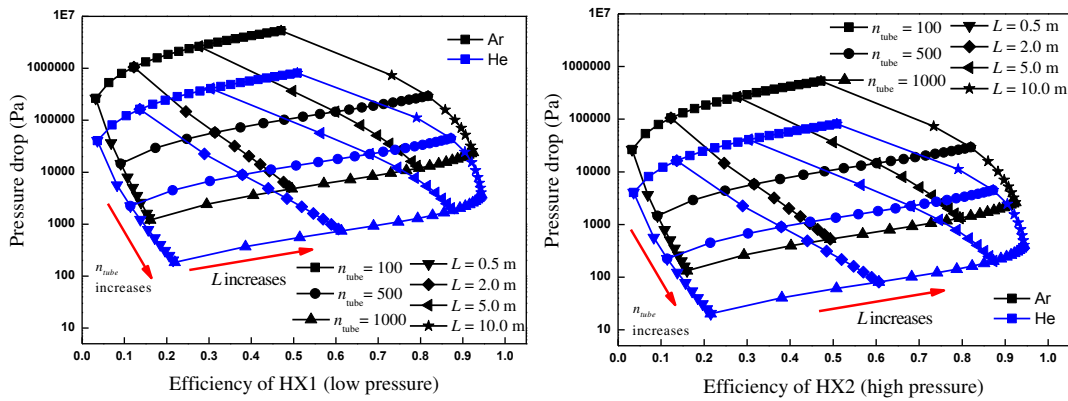 1E7
1000000
100000
10000
1000
100
10
Pressure drop (Pa)
Ar
He
n_tube increases
L increases
n_tube = 100
n_tube = 500
n_tube = 1000
L = 0.5 m
L = 2.0 m
L = 5.0 m
L = 10.0 m
0.0 0.1 0.2 0.3 0.4 0.5 0.6 0.7 0.8 0.9 1.0
Efficiency of HX1 (low pressure)
1E7
1000000
100000
10000
1000
100
10
Pressure drop (Pa)
n_tube = 100
n_tube = 500
n_tube = 1000
L = 0.5 m
L = 2.0 m
L = 5.0 m
L = 10.0 m
n_tube
increases
L increases
Ar
He
0.0 0.1 0.2 0.3 0.4 0.5 0.6 0.7 0.8 0.9 1.0
Efficiency of HX2 (high pressure)